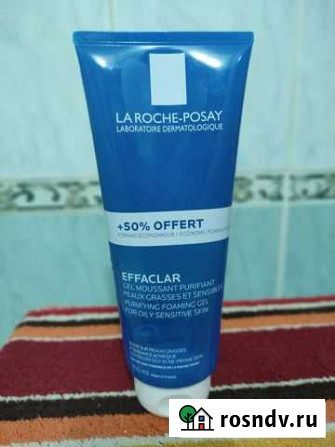 LA ROCHE-POSAY
LABORATOIRE DERMATOLOGIQUE
+50% OFFERT
EFFACLAR
GEL MOUSSANT PURIFIANT
PEAUX GRASSES ET SENSIBLES
PURIFYING FOAMING GEL
FOR OILY SENSITIVE SKIN
rosndv.ru